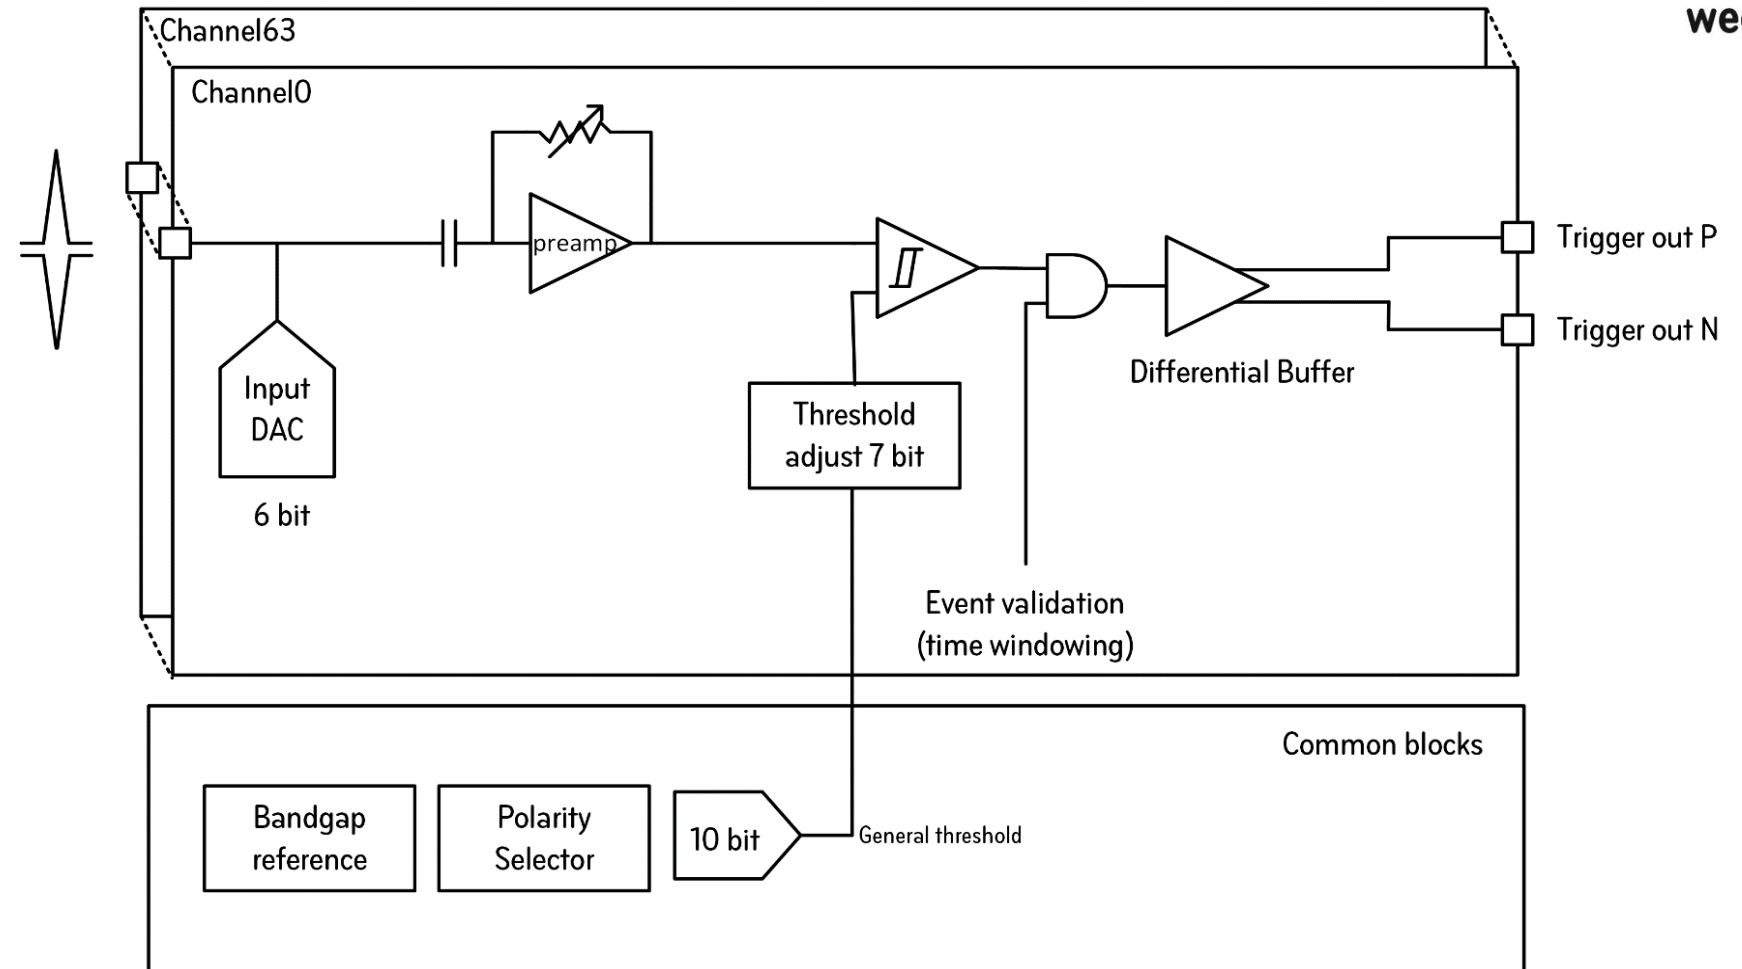 Channel63
Channel0
preamp
Trigger out P
Trigger out N
Differential Buffer
Input
DAC
6 bit
Threshold
adjust 7 bit
Event validation
(time windowing)
Common blocks
Bandgap
reference
Polarity
Selector
10 bit
General threshold